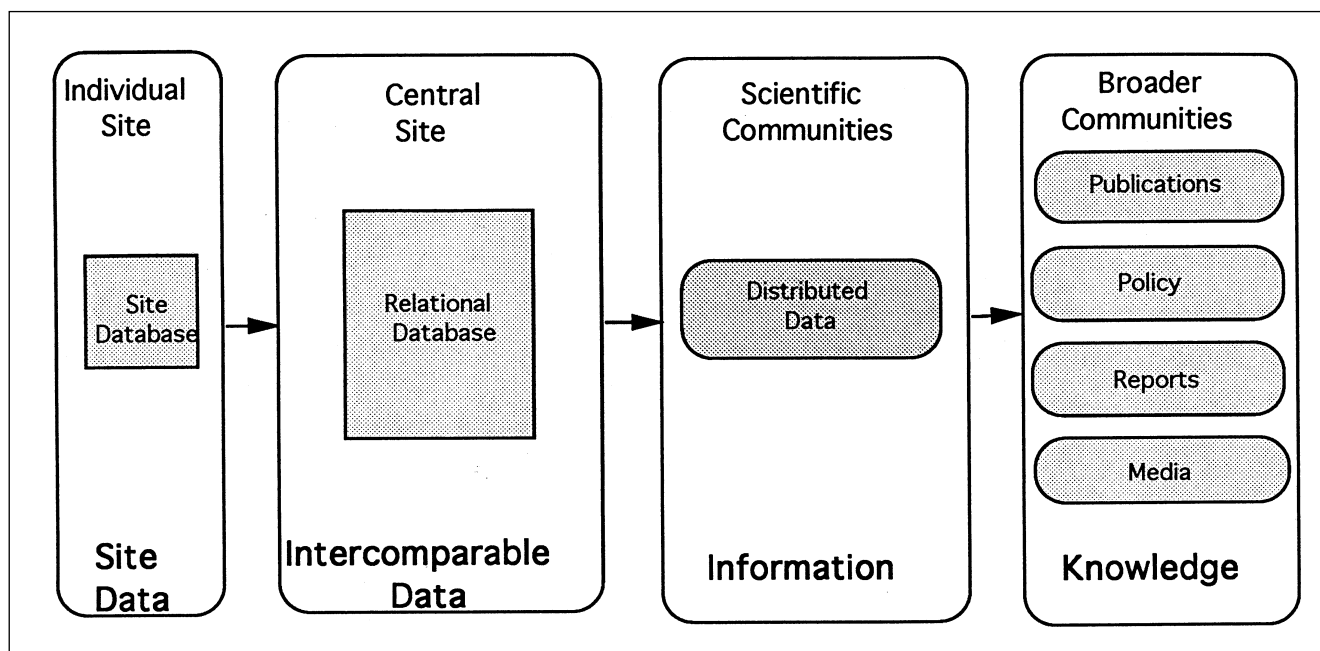 Individual
Site
Site
Database
Site
Data
Central
Site
Relational
Database
Intercomparable
Data
Scientific
Communities
Distributed
Data
Information
Broader
Communities
Publications
Policy
Reports
Media
Knowledge